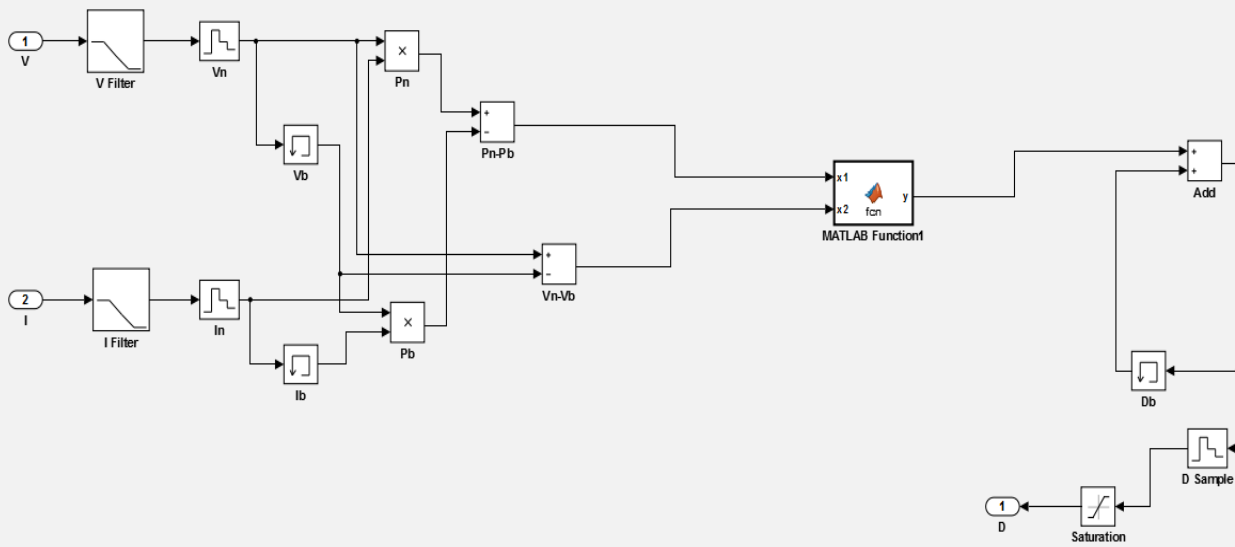 1
V
V Filter
Vn
×
Pn
+
−
Pn-Pb
Vb
x1
x2
fcn
y
MATLAB Function1
+
+
Add
+
−
Vn-Vb
2
I
I Filter
In
×
Pb
Ib
Db
D Sample
1
D
Saturation